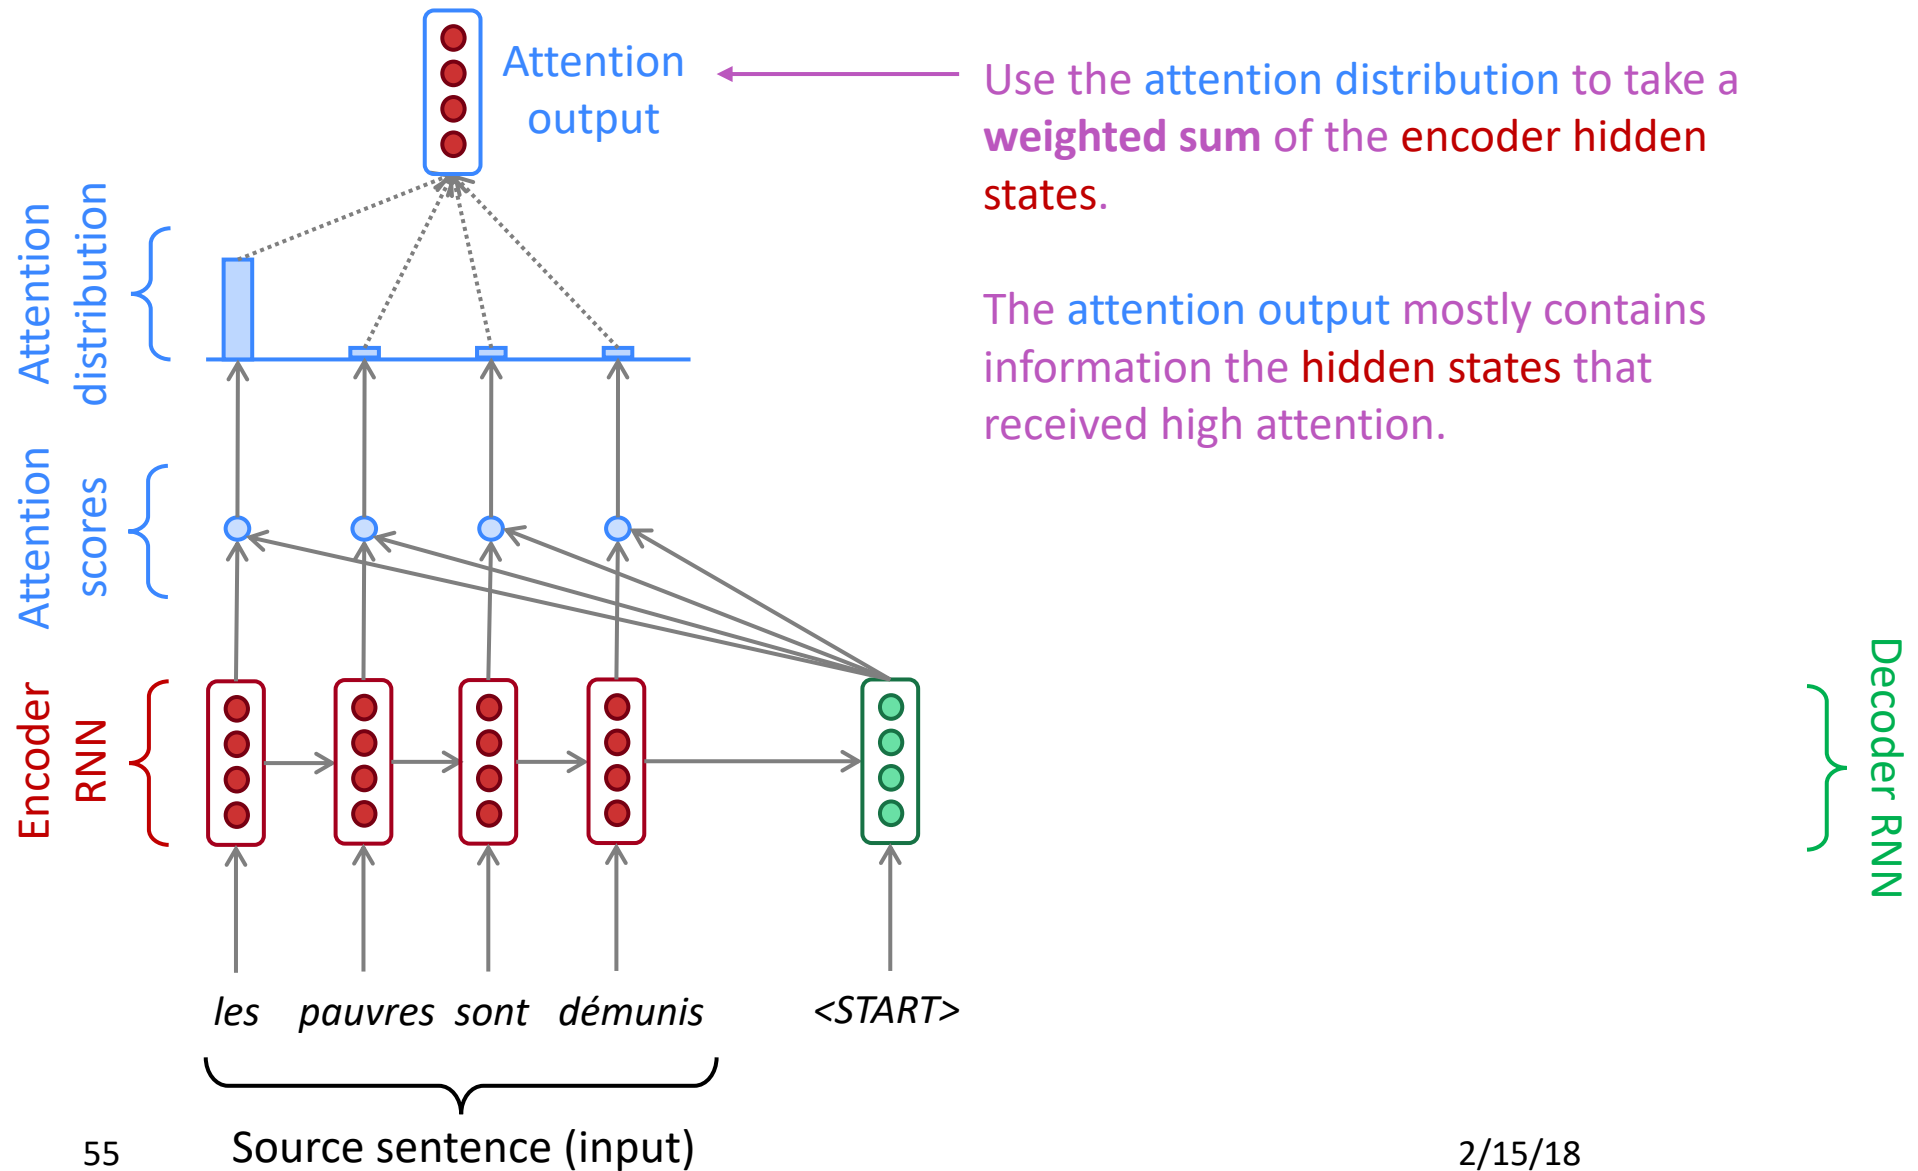 Attention
output
Use the attention distribution to take a
weighted sum of the encoder hidden
states.
The attention output mostly contains
information the hidden states that
received high attention.
Attention
distribution
Attention
scores
Encoder
RNN
Decoder RNN
les pauvres sont démunis <START>
Source sentence (input)
55
2/15/18